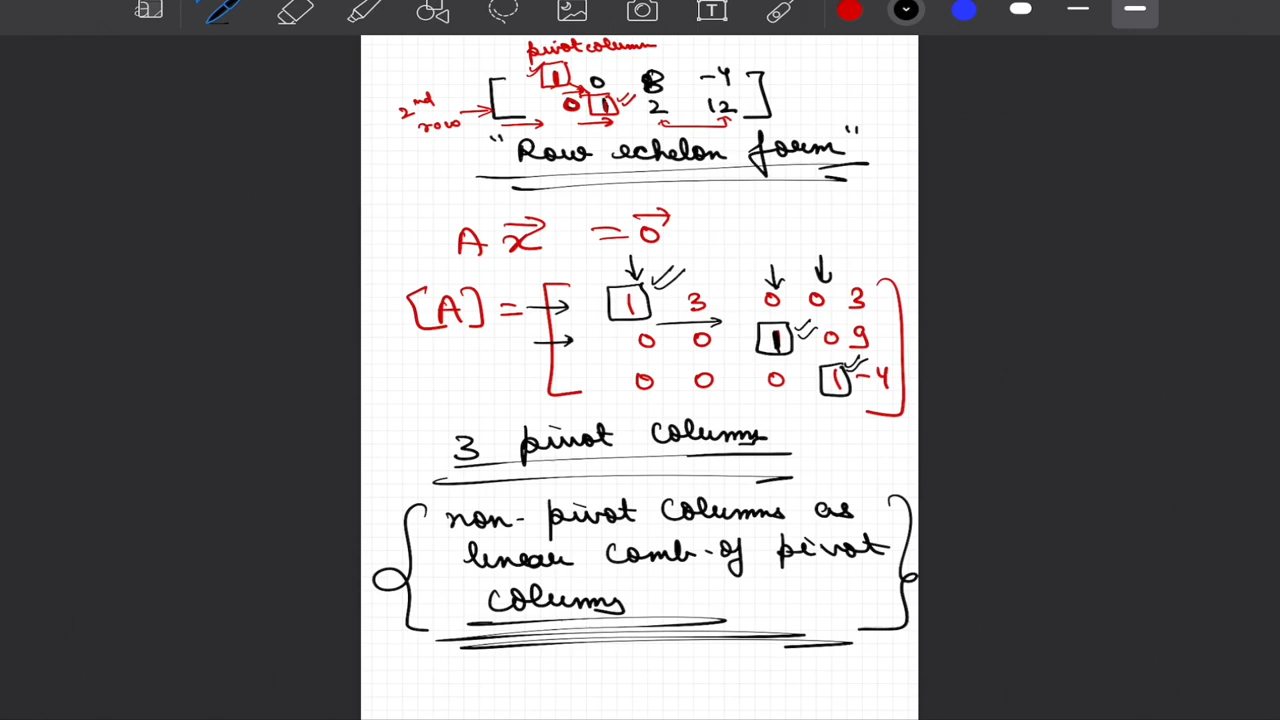 pivot column
[ 1 0 8 -4 ]
2nd row → 0 1 2 12
"Row echelon form"
A x⃗ = 0⃗
1 3 0 0 3
[A] = 0 0 1 0 9
0 0 0 1 -4
3 pivot columns
non-pivot columns as
linear comb-of pivot
columns